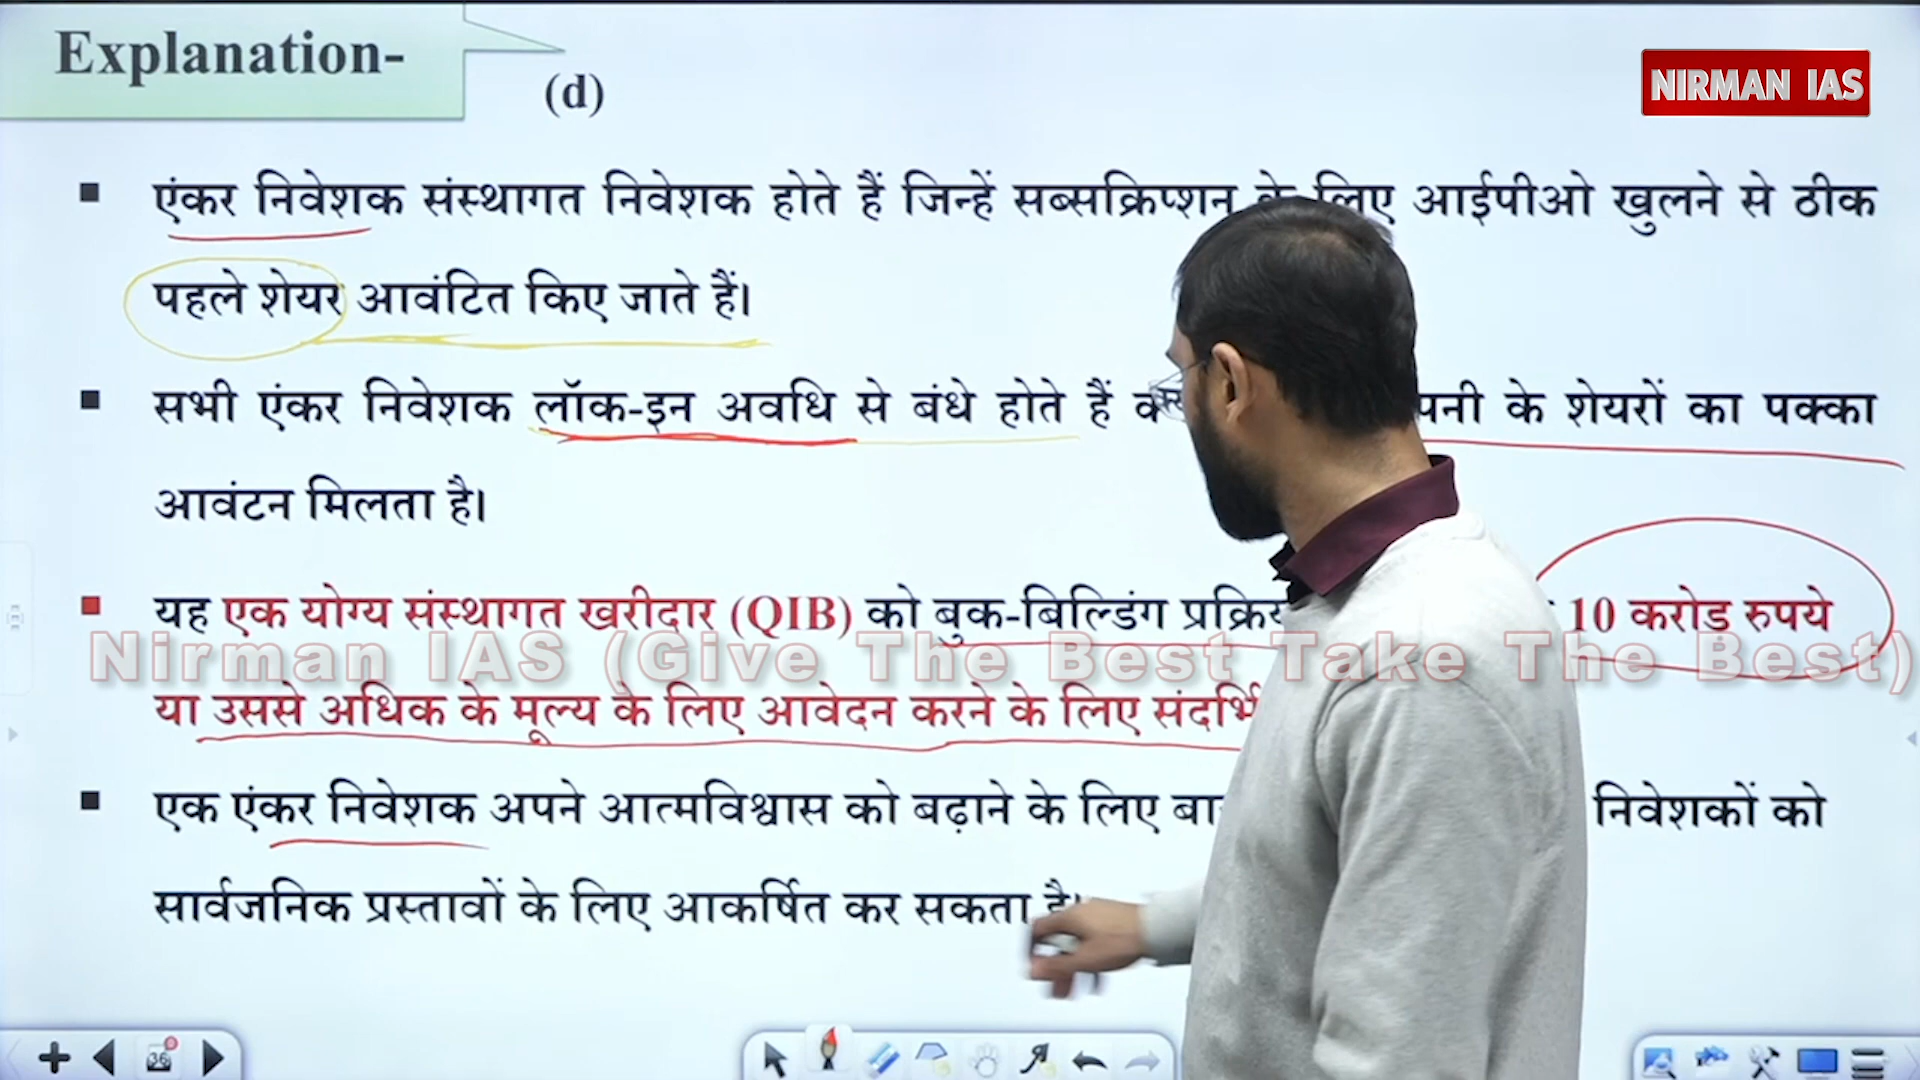 Explanation-
(d)
NIRMAN IAS
एंकर निवेशक संस्थागत निवेशक होते हैं जिन्हें सब्सक्रिप्शन के लिए आईपीओ खुलने से ठीक
पहले शेयर आवंटित किए जाते हैं।
सभी एंकर निवेशक लॉक-इन अवधि से बंधे होते हैं पनी के शेयरों का पक्का
आवंटन मिलता है।
यह एक योग्य संस्थागत खरीदार (QIB) को बुक-बिल्डिंग 10 करोड़ रुपये
Nirman IAS (Give The Best Take The Best)
या उससे अधिक के मूल्य के लिए आवेदन करने के लिए
एक एंकर निवेशक अपने आत्मविश्वास को बढ़ाने के लिए निवेशकों को
सार्वजनिक प्रस्तावों के लिए आकर्षित कर सकता है।
36